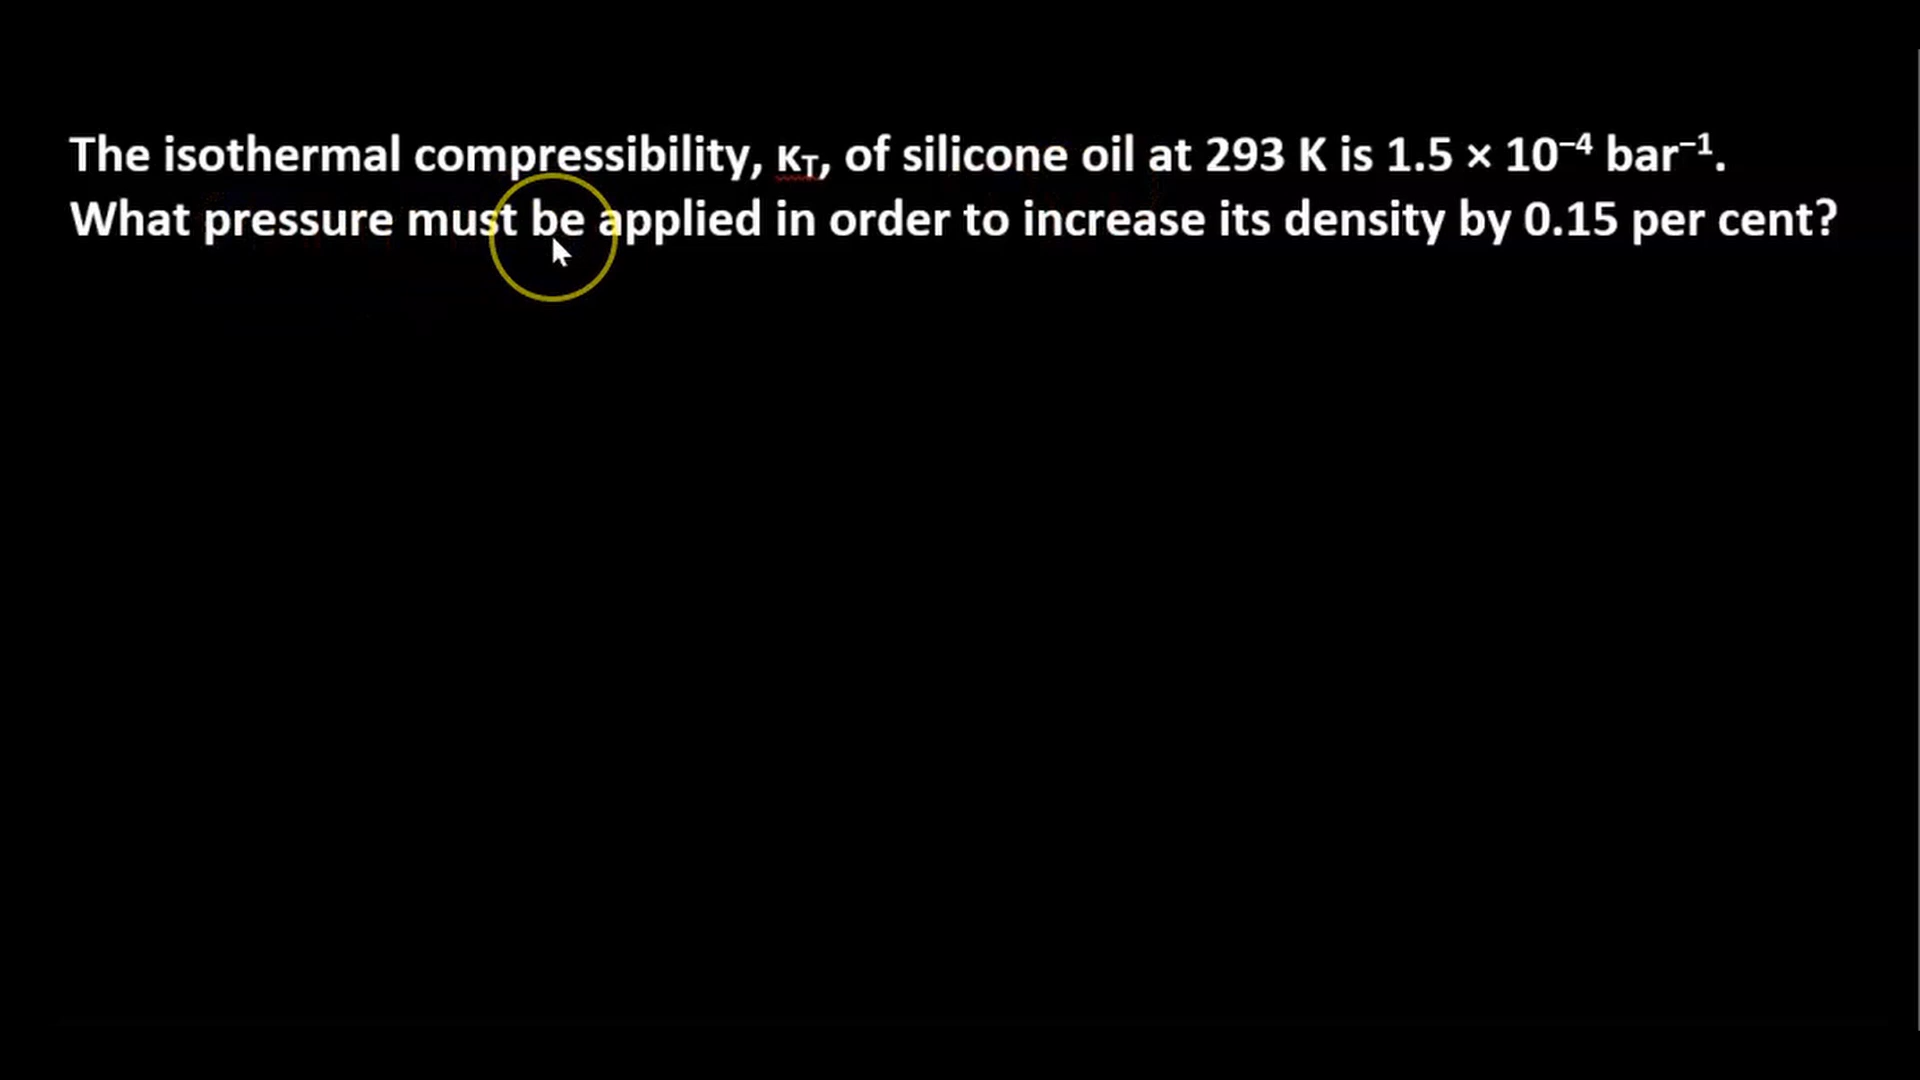 The isothermal compressibility, κT, of silicone oil at 293 K is 1.5 × 10⁻⁴ bar⁻¹.
What pressure must be applied in order to increase its density by 0.15 per cent?